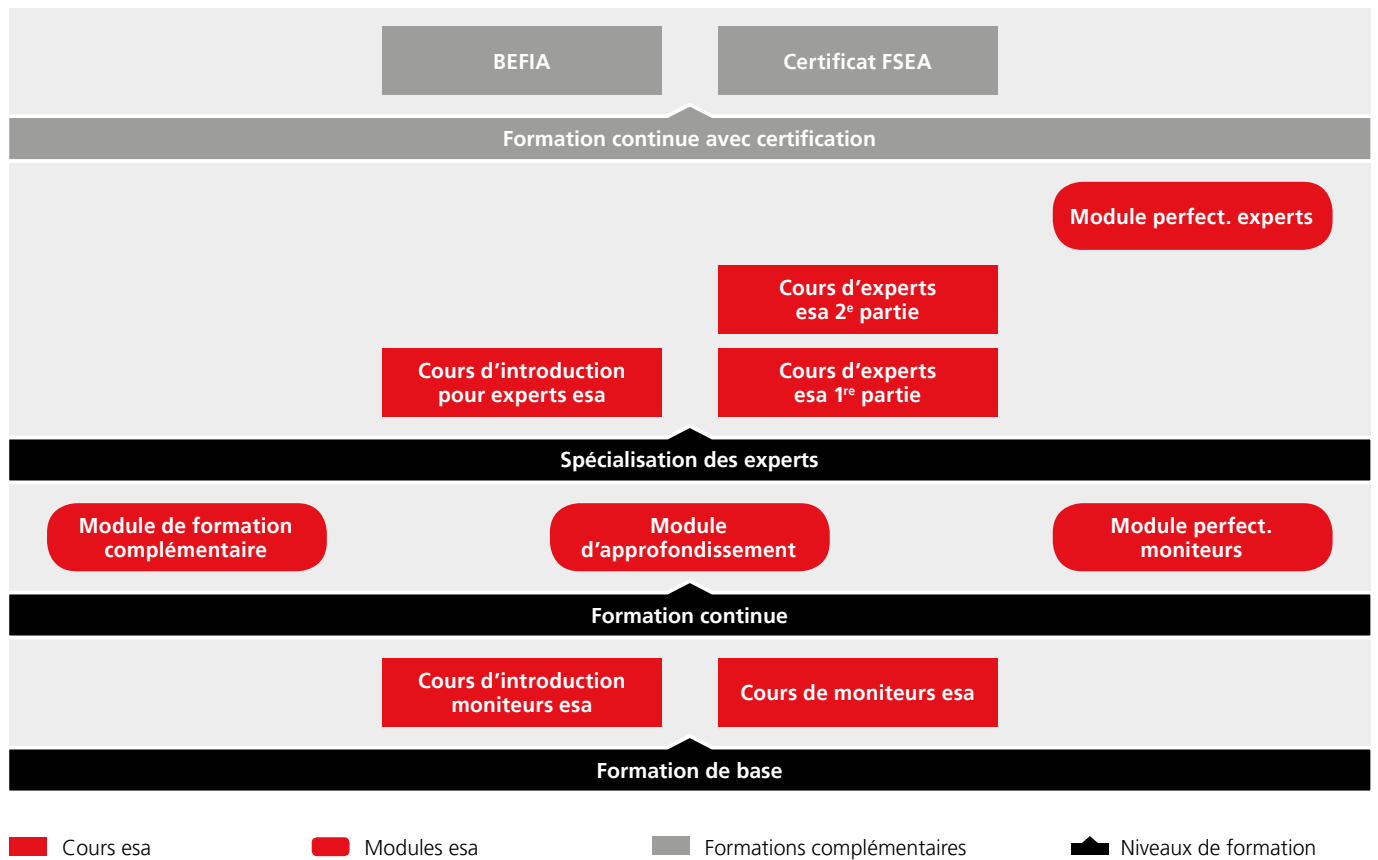 BEFIA
Certificat FSEA
Formation continue avec certification
Module perfect. experts
Cours d’experts
esa 2e partie
Cours d’introduction
pour experts esa
Cours d’experts
esa 1re partie
Spécialisation des experts
Module de formation
complémentaire
Module
d’approfondissement
Module perfect.
moniteurs
Formation continue
Cours d’introduction
moniteurs esa
Cours de moniteurs esa
Formation de base
Cours esa
Modules esa
Formations complémentaires
Niveaux de formation